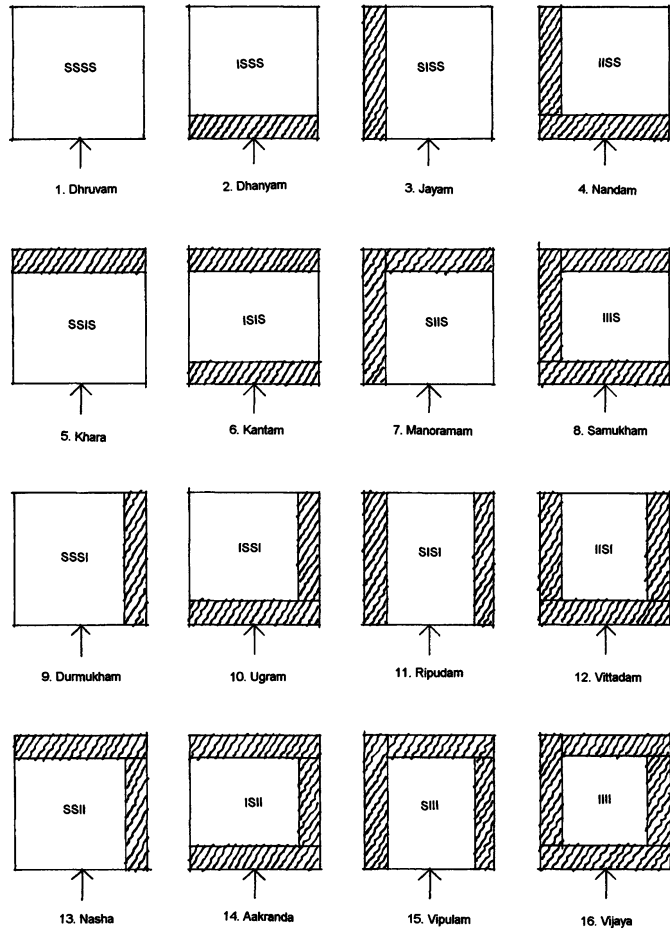 SSSS
ISSS
SISS
IISS
1. Dhruvam
2. Dhanyam
3. Jayam
4. Nandam
SSIS
ISIS
SIIS
IIIS
5. Khara
6. Kantam
7. Manoramam
8. Samukham
SSSI
ISSI
SISI
IISI
9. Durmukham
10. Ugram
11. Ripudam
12. Vittadam
SSII
ISII
SIII
IIII
13. Nasha
14. Aakranda
15. Vipulam
16. Vijaya